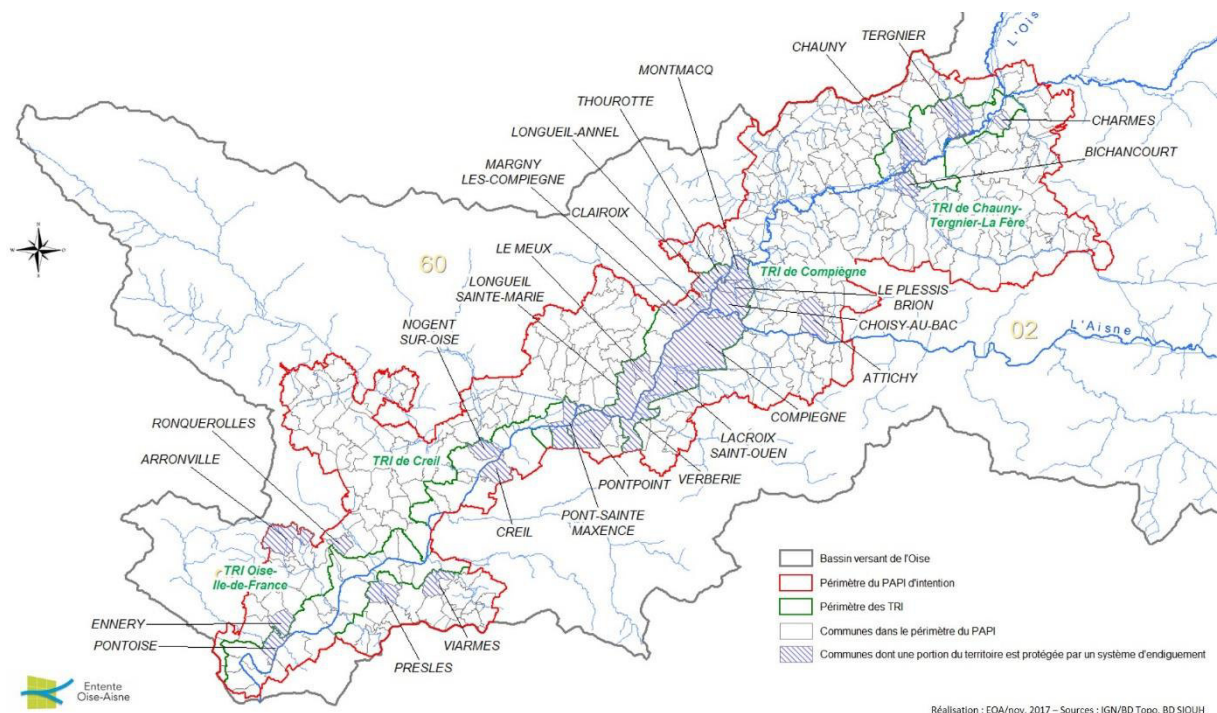 TERGNIER
CHAUNY
L'Ois
MONTMACQ
THOUROTTE
LONGUEIL-ANNEL
MARGNY
LES-COMPIEGNE
CLAIROIX
LE MEUX
LONGUEIL
SAINTE-MARIE
NOGENT
SUR-OISE
RONQUEROLLES
ARRONVILLE
CHARMES
BICHANCOURT
TRI de Chauny-
Tergnier-La Fère
60
TRI de Compiègne
LE PLESSIS
BRION
CHOISY-AU-BAC
02
L'Aisne
ATTICHY
COMPIEGNE
LACROIX
SAINT-OUEN
VERBERIE
PONTPOINT
PONT-SAINTE
MAXENCE
CREIL
TRI de Creil
TRI Oise-
Ile-de-France
ENNERY
PONTOISE
VIARMES
PRESLES
Bassin versant de l'Oise
Périmètre du PAPI d'intention
Périmètre des TRI
Communes dans le périmètre du PAPI
Communes dont une portion du territoire est protégée par un système d'endiguement
Entente
Oise-Aisne
Réalisation : EOA/nov. 2017 – Sources : IGN/BD Topo, BD SIOUH